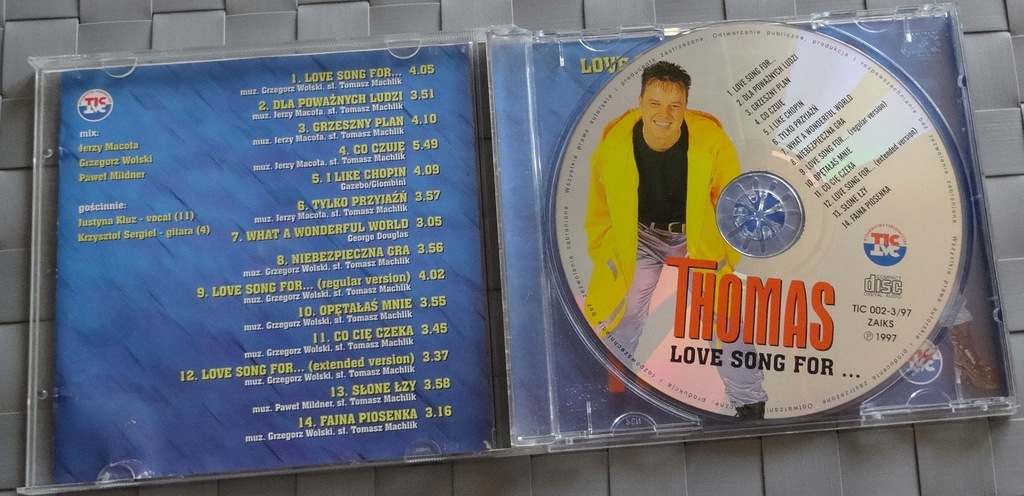 TIC
mix:
Jerzy Macoła
Grzegorz Wolski
Paweł Mildner
gościnnie:
Justyna Kluz - vocal (11)
Krzysztof Sergiel - gitara (4)
1. LOVE SONG FOR... 4.05
muz. Grzegorz Wolski, sł. Tomasz Machlik
2. DLA POWAŻNYCH LUDZI 3.51
muz. Jerzy Macoła, sł. Tomasz Machlik
3. GRZESZNY PLAN 4.10
muz. Jerzy Macoła, sł. Tomasz Machlik
4. CO CZUJĘ 5.49
muz. Jerzy Macoła, sł. Tomasz Machlik
5. I LIKE CHOPIN 4.09
Gazebo/Giombini
6. TYLKO PRZYJAŹŃ 3.57
muz. Jerzy Macoła, sł. Tomasz Machlik
7. WHAT A WONDERFUL WORLD 3.05
George Douglas
8. NIEBEZPIECZNA GRA 3.56
muz. Grzegorz Wolski, sł. Tomasz Machlik
9. LOVE SONG FOR... (regular version) 4.02
muz. Grzegorz Wolski, sł. Tomasz Machlik
10. OPĘTAŁAŚ MNIE 3.55
muz. Grzegorz Wolski, sł. Tomasz Machlik
11. CO CIĘ CZEKA 3.45
muz. Grzegorz Wolski, sł. Tomasz Machlik
12. LOVE SONG FOR... (extended version) 3.37
muz. Grzegorz Wolski, sł. Tomasz Machlik
13. SŁONE ŁZY 3.58
muz. Paweł Mildner, sł. Tomasz Machlik
14. FAJNA PIOSENKA 3.16
muz. Grzegorz Wolski, sł. Tomasz Machlik
LOVE
1. LOVE SONG FOR...
2. DLA POWAŻNYCH LUDZI
3. GRZESZNY PLAN
4. CO CZUJĘ
5. I LIKE CHOPIN
6. TYLKO PRZYJAŹŃ
7. WHAT A WONDERFUL WORLD
8. NIEBEZPIECZNA GRA
9. LOVE SONG FOR... (regular version)
10. OPĘTAŁAŚ MNIE
11. CO CIĘ CZEKA
12. LOVE SONG FOR... (extended version)
13. SŁONE ŁZY
14. FAJNA PIOSENKA
TIC
COMPACT
disc
DIGITAL AUDIO
TIC 002-3/97
ZAIKS
℗ 1997
THOMAS
LOVE SONG FOR ...